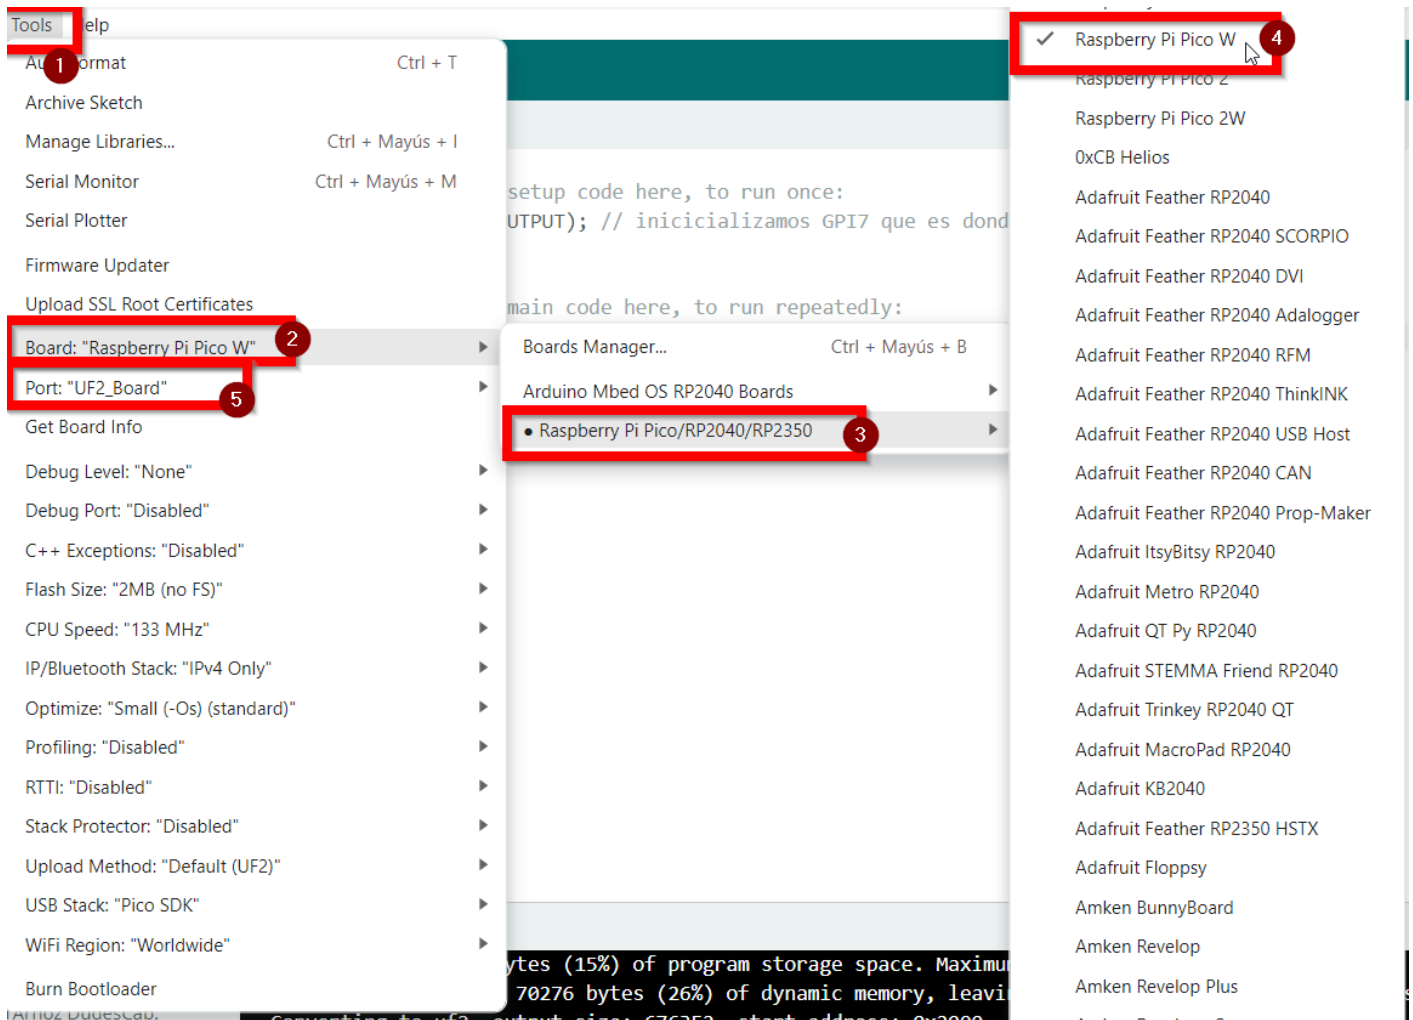 Tools
elp
1
ormat
Ctrl + T
Archive Sketch
Manage Libraries...
Ctrl + Mayús + I
Serial Monitor
Ctrl + Mayús + M
Serial Plotter
Firmware Updater
Upload SSL Root Certificates
Board: "Raspberry Pi Pico W"
2
Port: "UF2_Board"
5
Get Board Info
Debug Level: "None"
Debug Port: "Disabled"
C++ Exceptions: "Disabled"
Flash Size: "2MB (no FS)"
CPU Speed: "133 MHz"
IP/Bluetooth Stack: "IPv4 Only"
Optimize: "Small (-Os) (standard)"
Profiling: "Disabled"
RTTI: "Disabled"
Stack Protector: "Disabled"
Upload Method: "Default (UF2)"
USB Stack: "Pico SDK"
WiFi Region: "Worldwide"
Burn Bootloader
setup code here, to run once:
UTPUT); // inicicializamos GPI7 que es dond
main code here, to run repeatedly:
Boards Manager...
Ctrl + Mayús + B
Arduino Mbed OS RP2040 Boards
● Raspberry Pi Pico/RP2040/RP2350
3
ytes (15%) of program storage space. Maximu
70276 bytes (26%) of dynamic memory, leavi
✓ Raspberry Pi Pico W
4
Raspberry Pi Pico 2
Raspberry Pi Pico 2W
0xCB Helios
Adafruit Feather RP2040
Adafruit Feather RP2040 SCORPIO
Adafruit Feather RP2040 DVI
Adafruit Feather RP2040 Adalogger
Adafruit Feather RP2040 RFM
Adafruit Feather RP2040 ThinkINK
Adafruit Feather RP2040 USB Host
Adafruit Feather RP2040 CAN
Adafruit Feather RP2040 Prop-Maker
Adafruit ItsyBitsy RP2040
Adafruit Metro RP2040
Adafruit QT Py RP2040
Adafruit STEMMA Friend RP2040
Adafruit Trinkey RP2040 QT
Adafruit MacroPad RP2040
Adafruit KB2040
Adafruit Feather RP2350 HSTX
Adafruit Floppsy
Amken BunnyBoard
Amken Revelop
Amken Revelop Plus